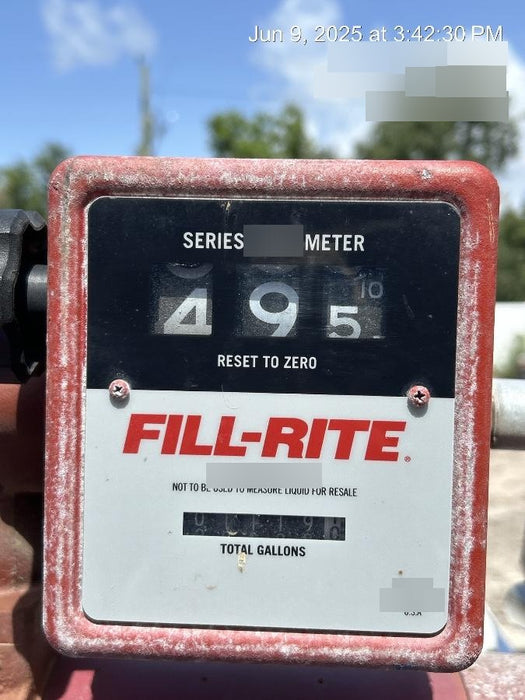 Jun 9, 2025 at 3:42:30 PM
SERIES METER
4 9 5 10
RESET TO ZERO
FILL-RITE®
NOT TO BE USED TO MEASURE LIQUID FOR RESALE
TOTAL GALLONS
U.S.A